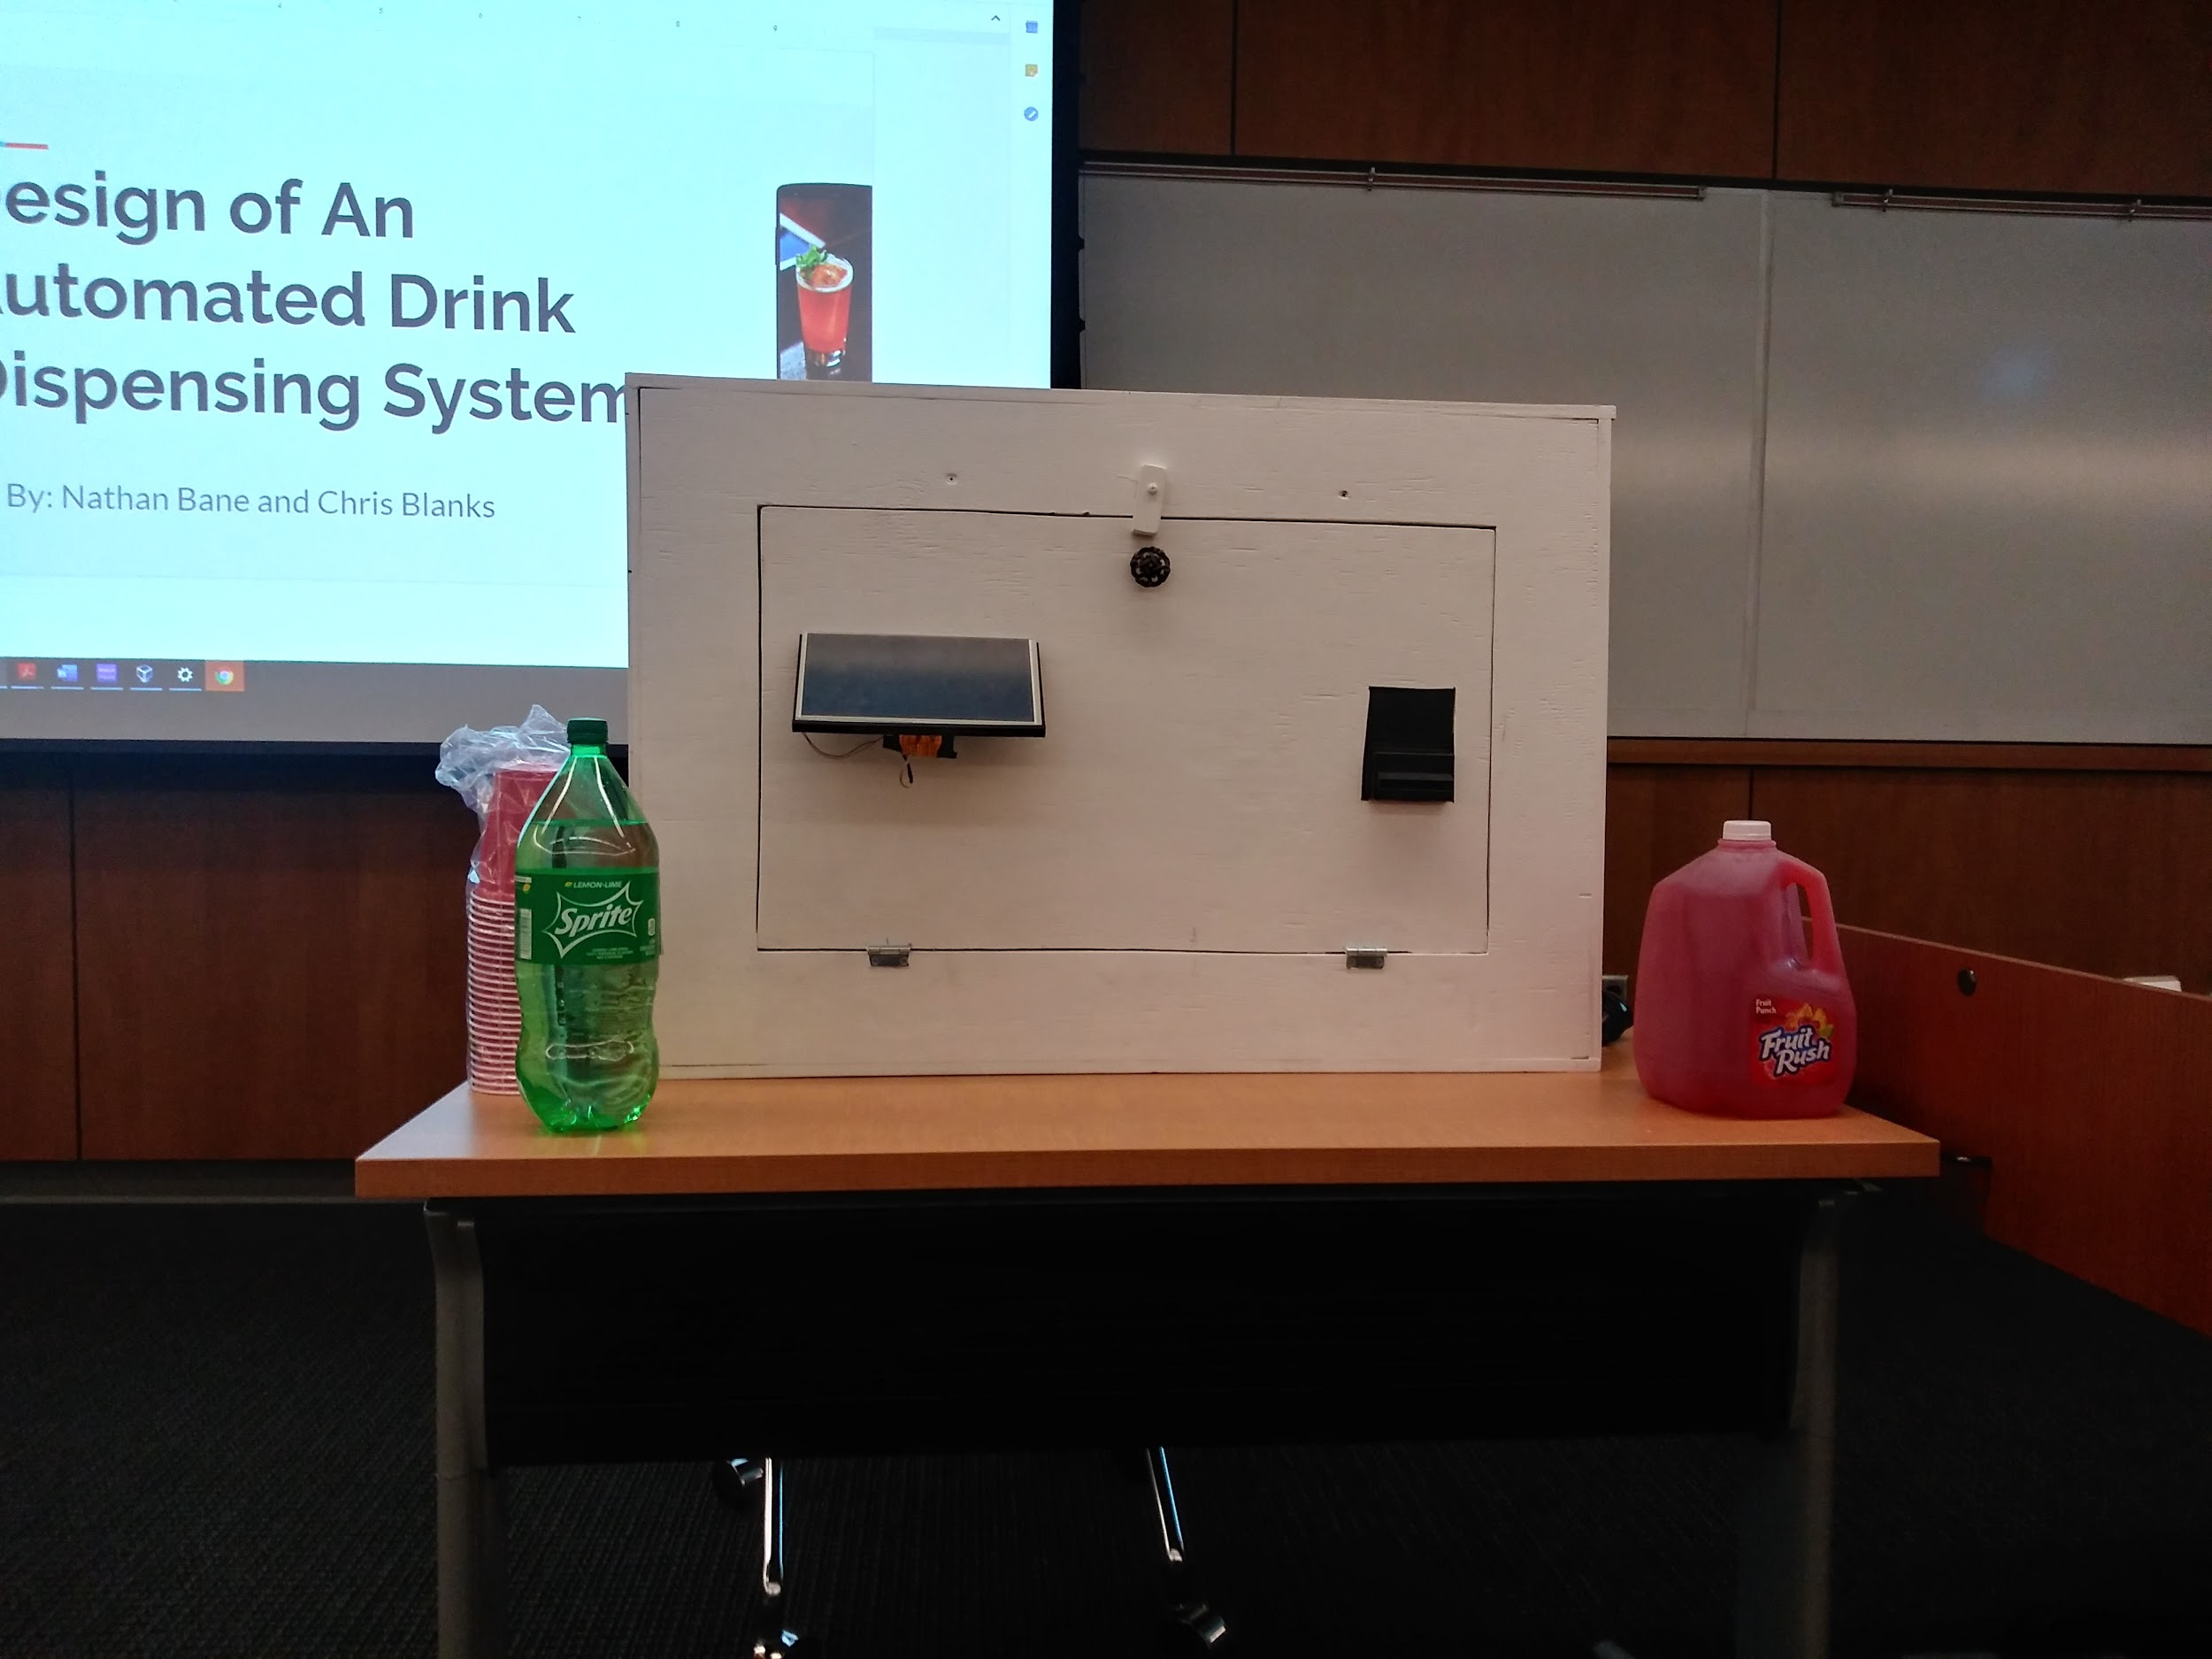 esign of An
utomated Drink
Dispensing System
By: Nathan Bane and Chris Blanks
LEMON-LIME
Sprite
Fruit
Punch
Fruit
Rush